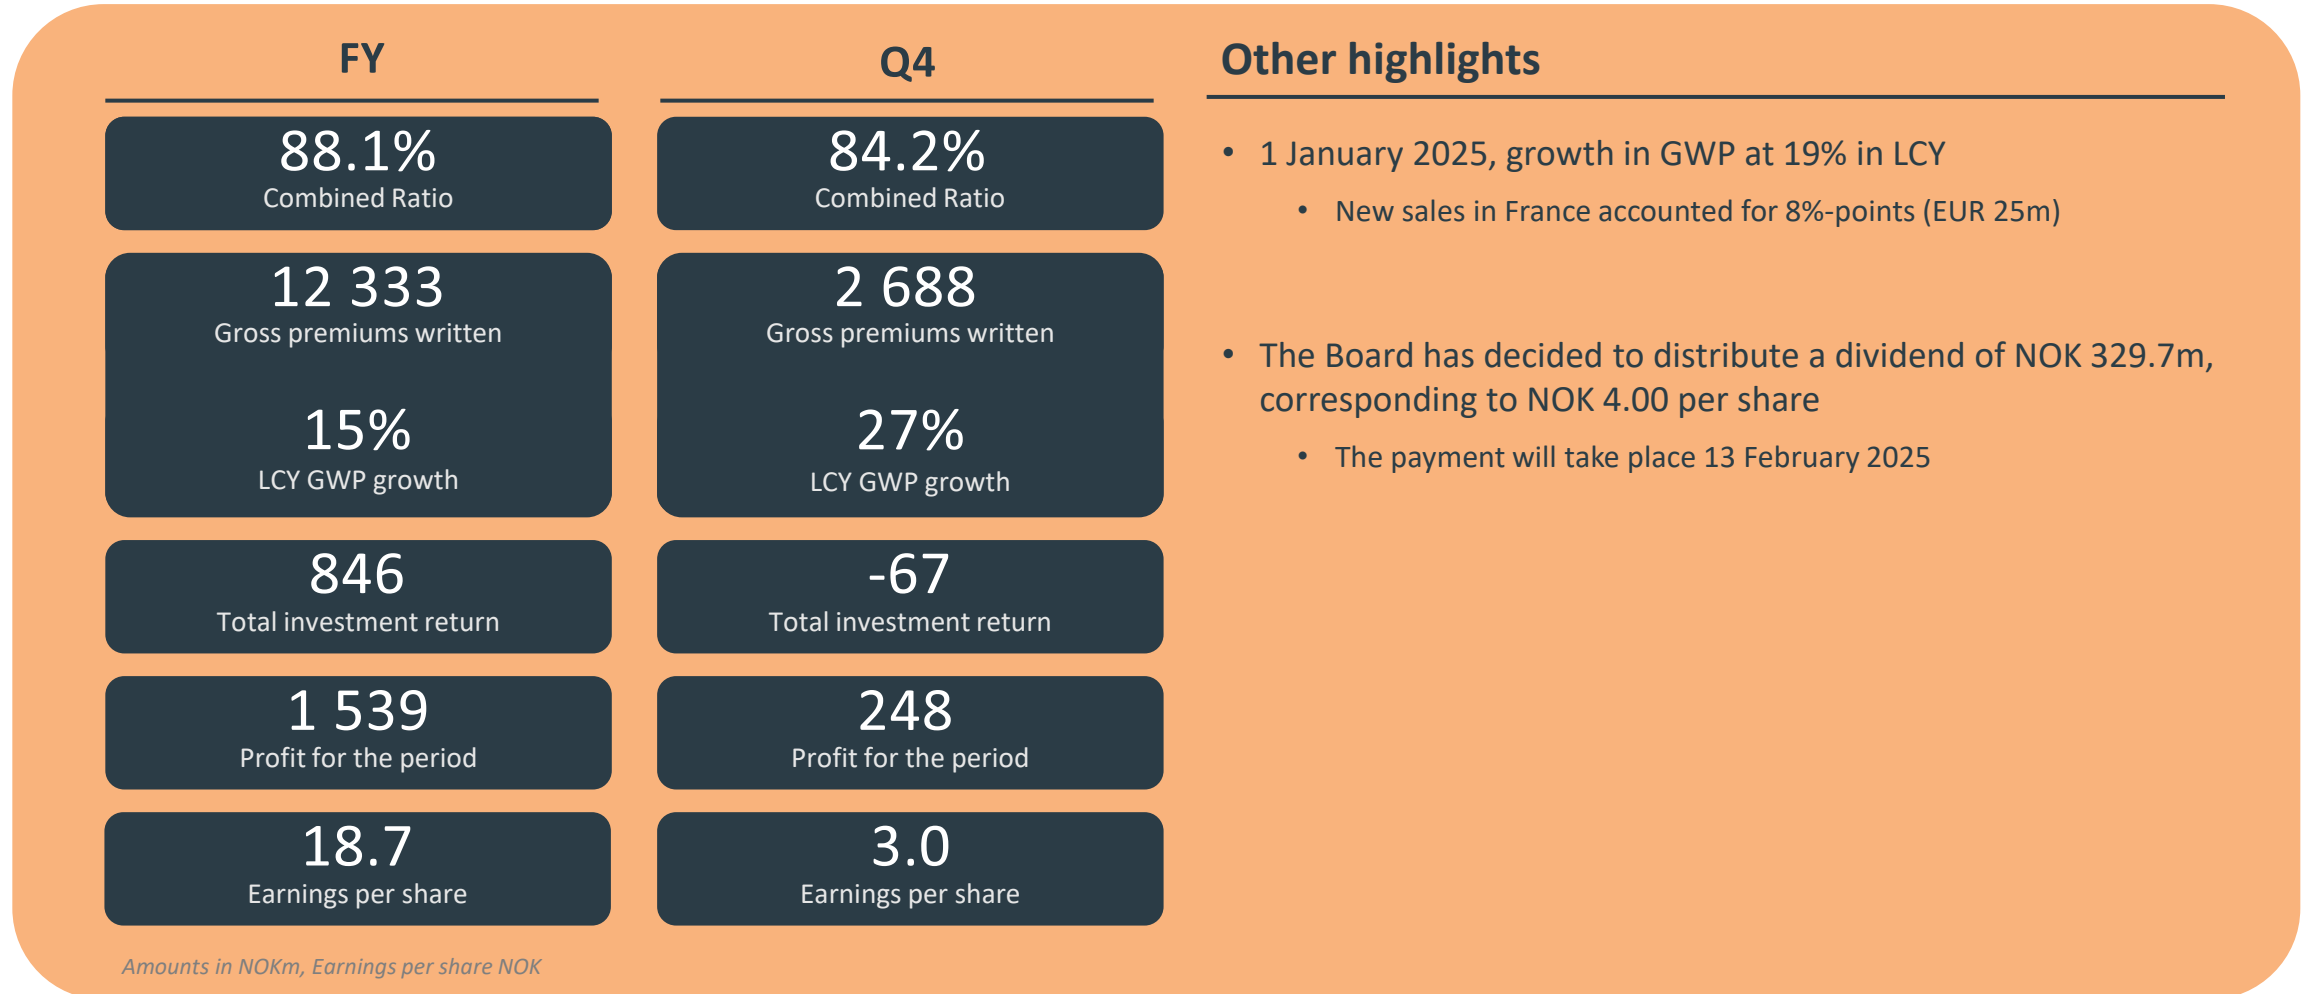 FY
88.1%
Combined Ratio
12 333
Gross premiums written
15%
LCY GWP growth
846
Total investment return
1 539
Profit for the period
18.7
Earnings per share
Amounts in NOKm, Earnings per share NOK
Q4
84.2%
Combined Ratio
2 688
Gross premiums written
27%
LCY GWP growth
-67
Total investment return
248
Profit for the period
3.0
Earnings per share
Other highlights
• 1 January 2025, growth in GWP at 19% in LCY
• New sales in France accounted for 8%-points (EUR 25m)
• The Board has decided to distribute a dividend of NOK 329.7m,
corresponding to NOK 4.00 per share
• The payment will take place 13 February 2025